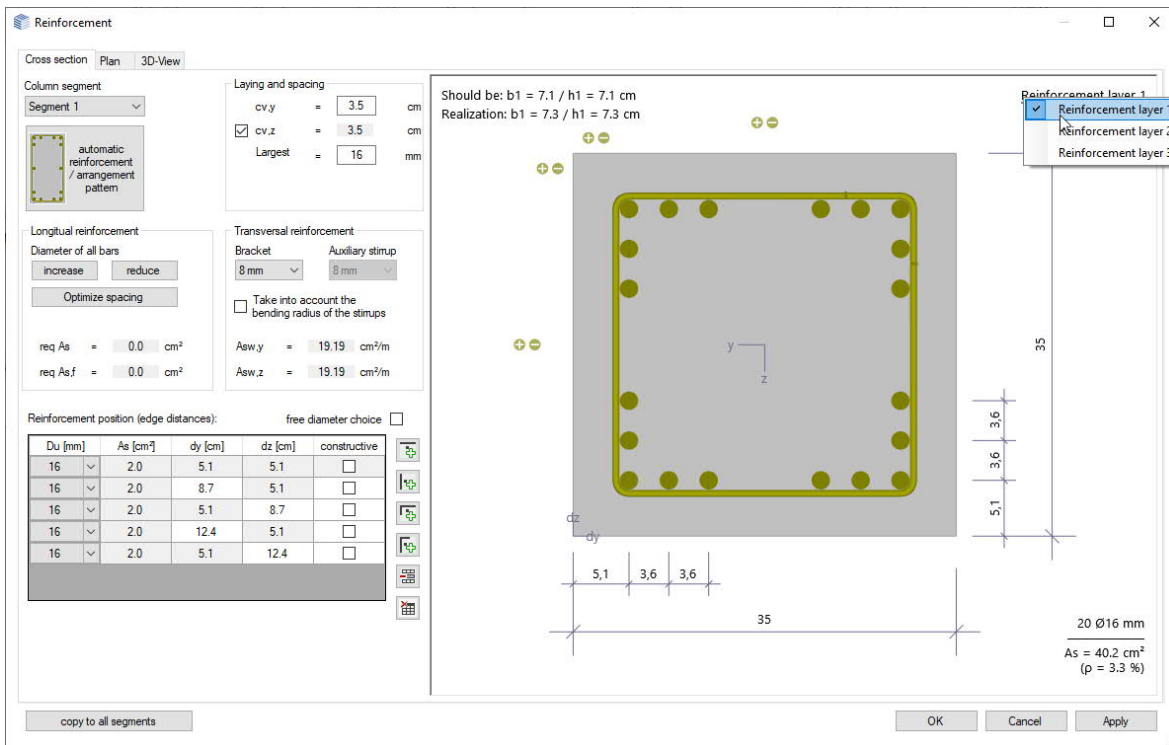 Reinforcement
Cross section Plan 3D-View
Column segment
Segment 1
automatic
reinforcement
/ arrangement
pattern
Laying and spacing
cv,y = 3.5 cm
cv,z = 3.5 cm
Largest = 16 mm
Longitual reinforcement
Diameter of all bars
increase reduce
Optimize spacing
req As = 0.0 cm²
req As,f = 0.0 cm²
Transversal reinforcement
Bracket Auxiliary stirrup
8 mm 8 mm
Take into account the
bending radius of the stirrups
Asw,y = 19.19 cm²/m
Asw,z = 19.19 cm²/m
Reinforcement position (edge distances): free diameter choice
Du [mm] As [cm²] dy [cm] dz [cm] constructive
16 2.0 5.1 5.1
16 2.0 8.7 5.1
16 2.0 5.1 8.7
16 2.0 12.4 5.1
16 2.0 5.1 12.4
Should be: b1 = 7.1 / h1 = 7.1 cm
Realization: b1 = 7.3 / h1 = 7.3 cm
Reinforcement layer 1
Reinforcement layer 1
Reinforcement layer 2
Reinforcement layer 3
y
z
35
3,6
3,6
5,1
dz
dy
5,1 3,6 3,6
35
20 Ø16 mm
As = 40.2 cm²
(ρ = 3.3 %)
copy to all segments OK Cancel Apply